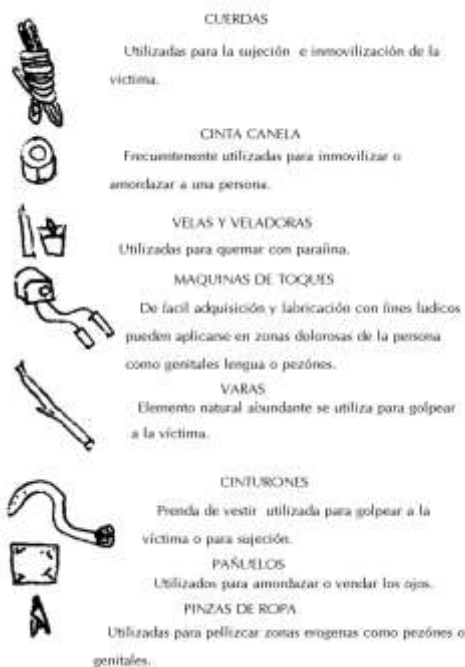 CUERDAS
Utilizadas para la sujeción e inmovilización de la
victima.
CINTA CANELA
Frecuentenente utilizadas para inmovilizar o
amordazar a una persona.
VELAS Y VELADORAS
Utilizadas para quemar con parafina.
MAQUINAS DE TOQUES
De facil adquisición y fabricación con fines ludicos
pueden aplicarse en zonas dolorosas de la persona
como genitales lengua o pezónes.
VARAS
Elemento natural abundante se utiliza para golpear
a la víctima.
CINTURONES
Prenda de vestir utilizada para golpear a la
víctima o para sujeción.
PAÑUELOS
Utilizados para amordazar o vendar los ojos.
PINZAS DE ROPA
Utilizadas para pellizcar zonas erogenas como pezónes o
genitales.